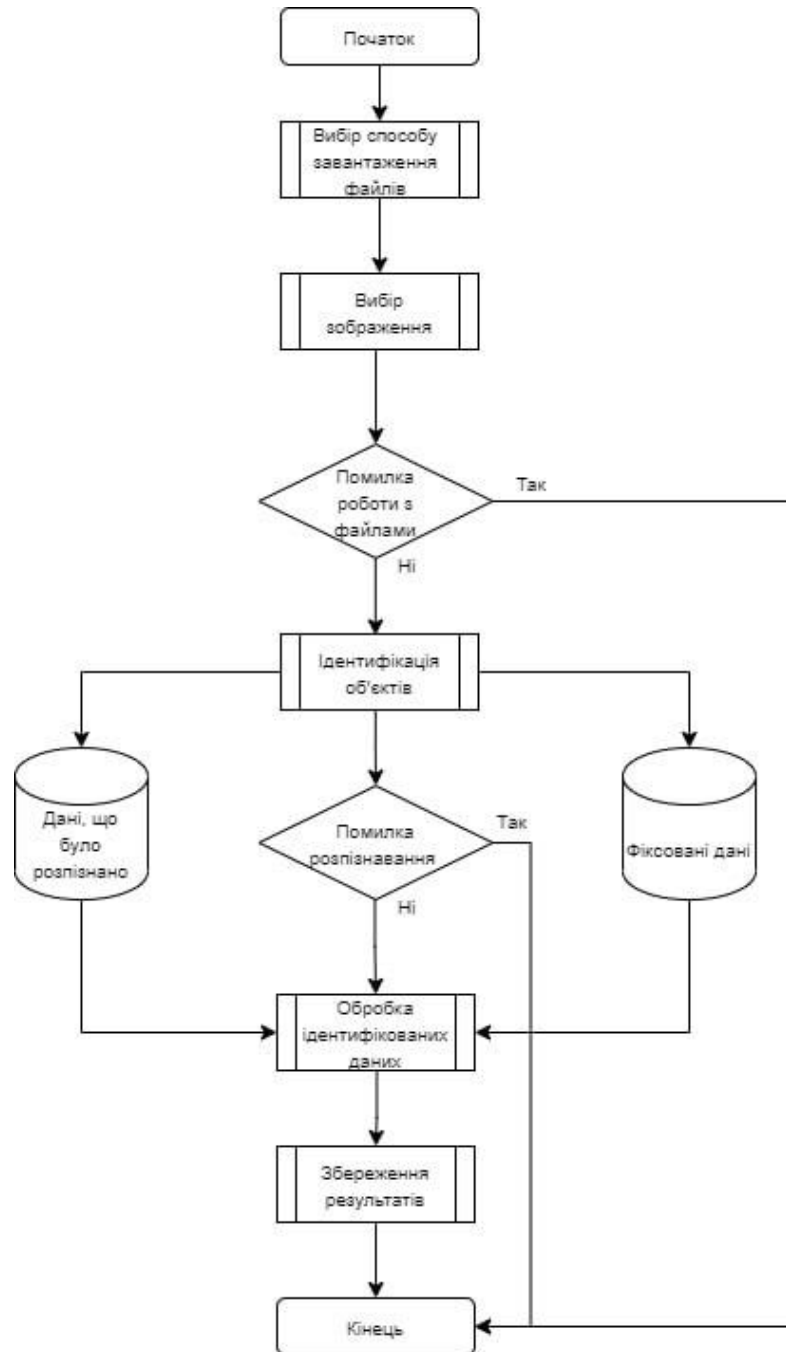 Початок
Вибір способу
завантаження
файлів
Вибір
зображення
Помилка
роботи з
файлами
Так
Ні
Ідентифікація
об'єктів
Дані, що
було
розпізнано
Помилка
розпізнавання
Так
Фіксовані дані
Ні
Обробка
ідентифікованих
даних
Збереження
результатів
Кінець